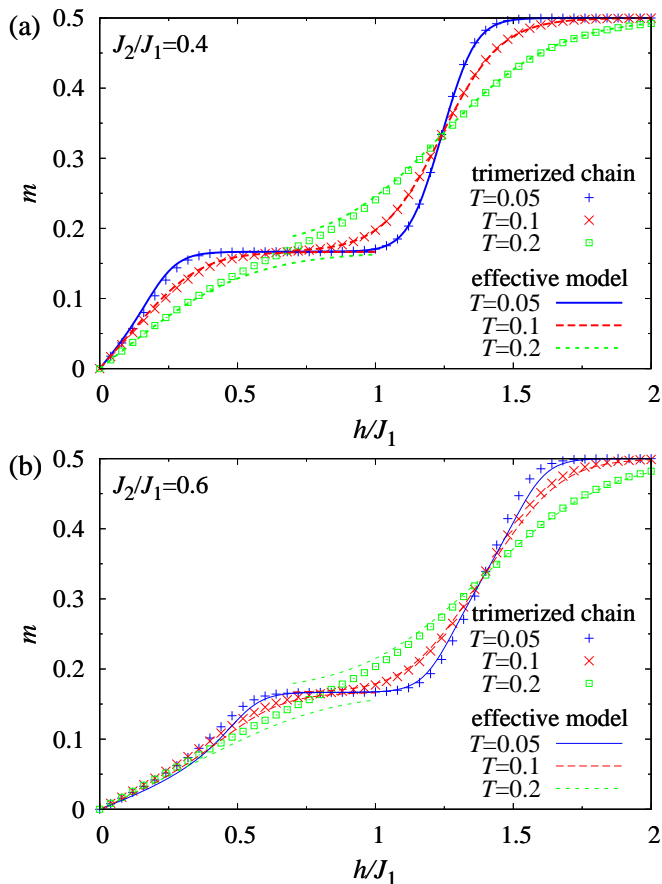 (a)
0.5
0.4
0.3
0.2
0.1
0
m
J2/J1=0.4
trimerized chain
T=0.05
T=0.1
T=0.2
effective model
T=0.05
T=0.1
T=0.2
0 0.5 1 1.5 2
h/J1
(b)
0.5
0.4
0.3
0.2
0.1
0
m
J2/J1=0.6
trimerized chain
T=0.05
T=0.1
T=0.2
effective model
T=0.05
T=0.1
T=0.2
0 0.5 1 1.5 2
h/J1